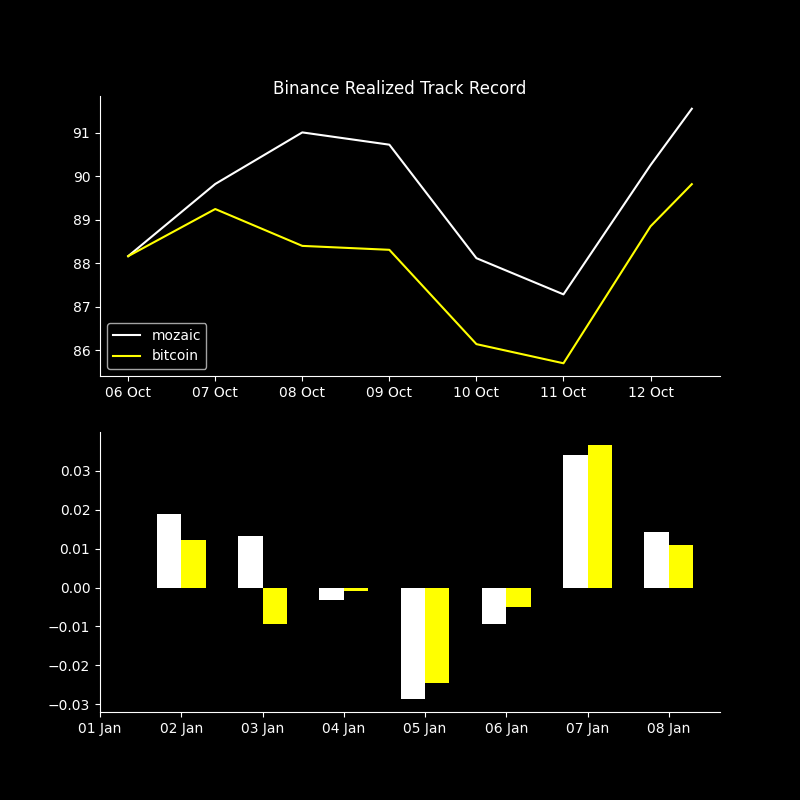 Binance Realized Track Record
91
90
89
88
87
86
mozaic
bitcoin
06 Oct 07 Oct 08 Oct 09 Oct 10 Oct 11 Oct 12 Oct
0.03
0.02
0.01
0.00
−0.01
−0.02
−0.03
01 Jan 02 Jan 03 Jan 04 Jan 05 Jan 06 Jan 07 Jan 08 Jan